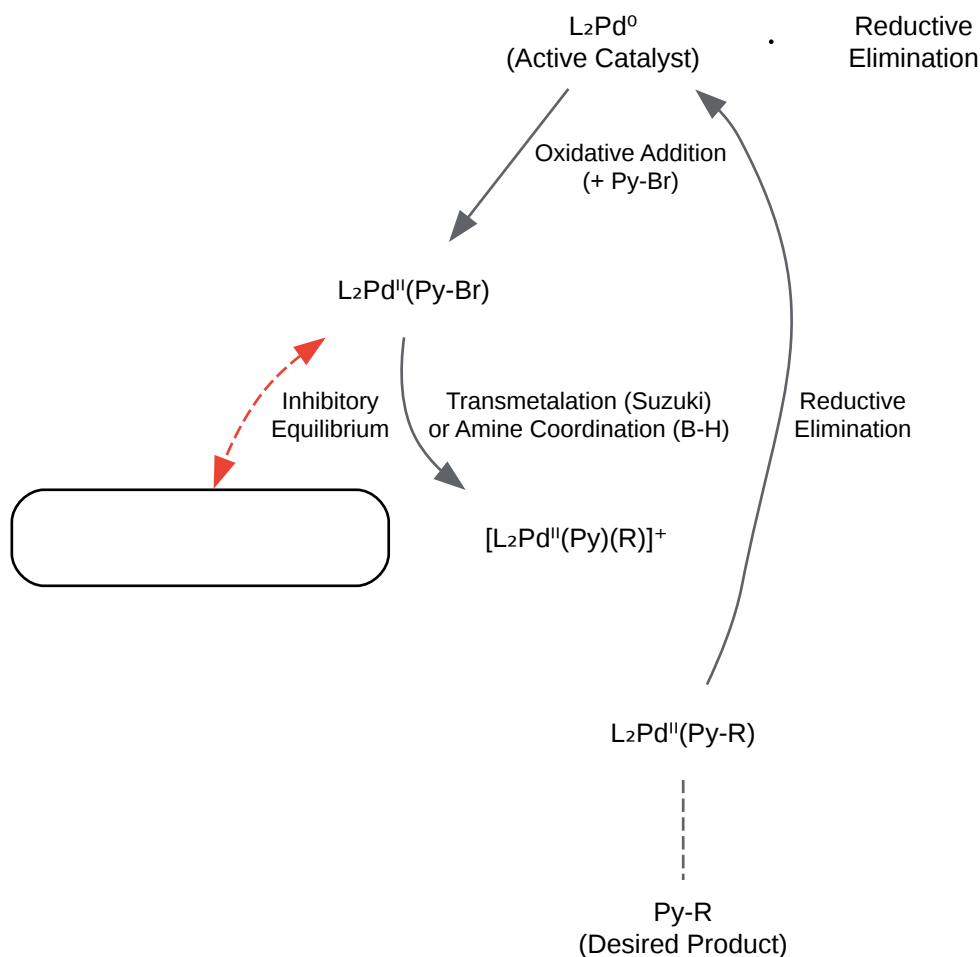 L₂Pd⁰
(Active Catalyst)
Reductive
Elimination
Oxidative Addition
(+ Py-Br)
L₂Pdᴵᴵ(Py-Br)
Inhibitory
Equilibrium
Transmetalation (Suzuki)
or Amine Coordination (B-H)
Reductive
Elimination
[L₂Pdᴵᴵ(Py)(R)]⁺
L₂Pdᴵᴵ(Py-R)
Py-R
(Desired Product)